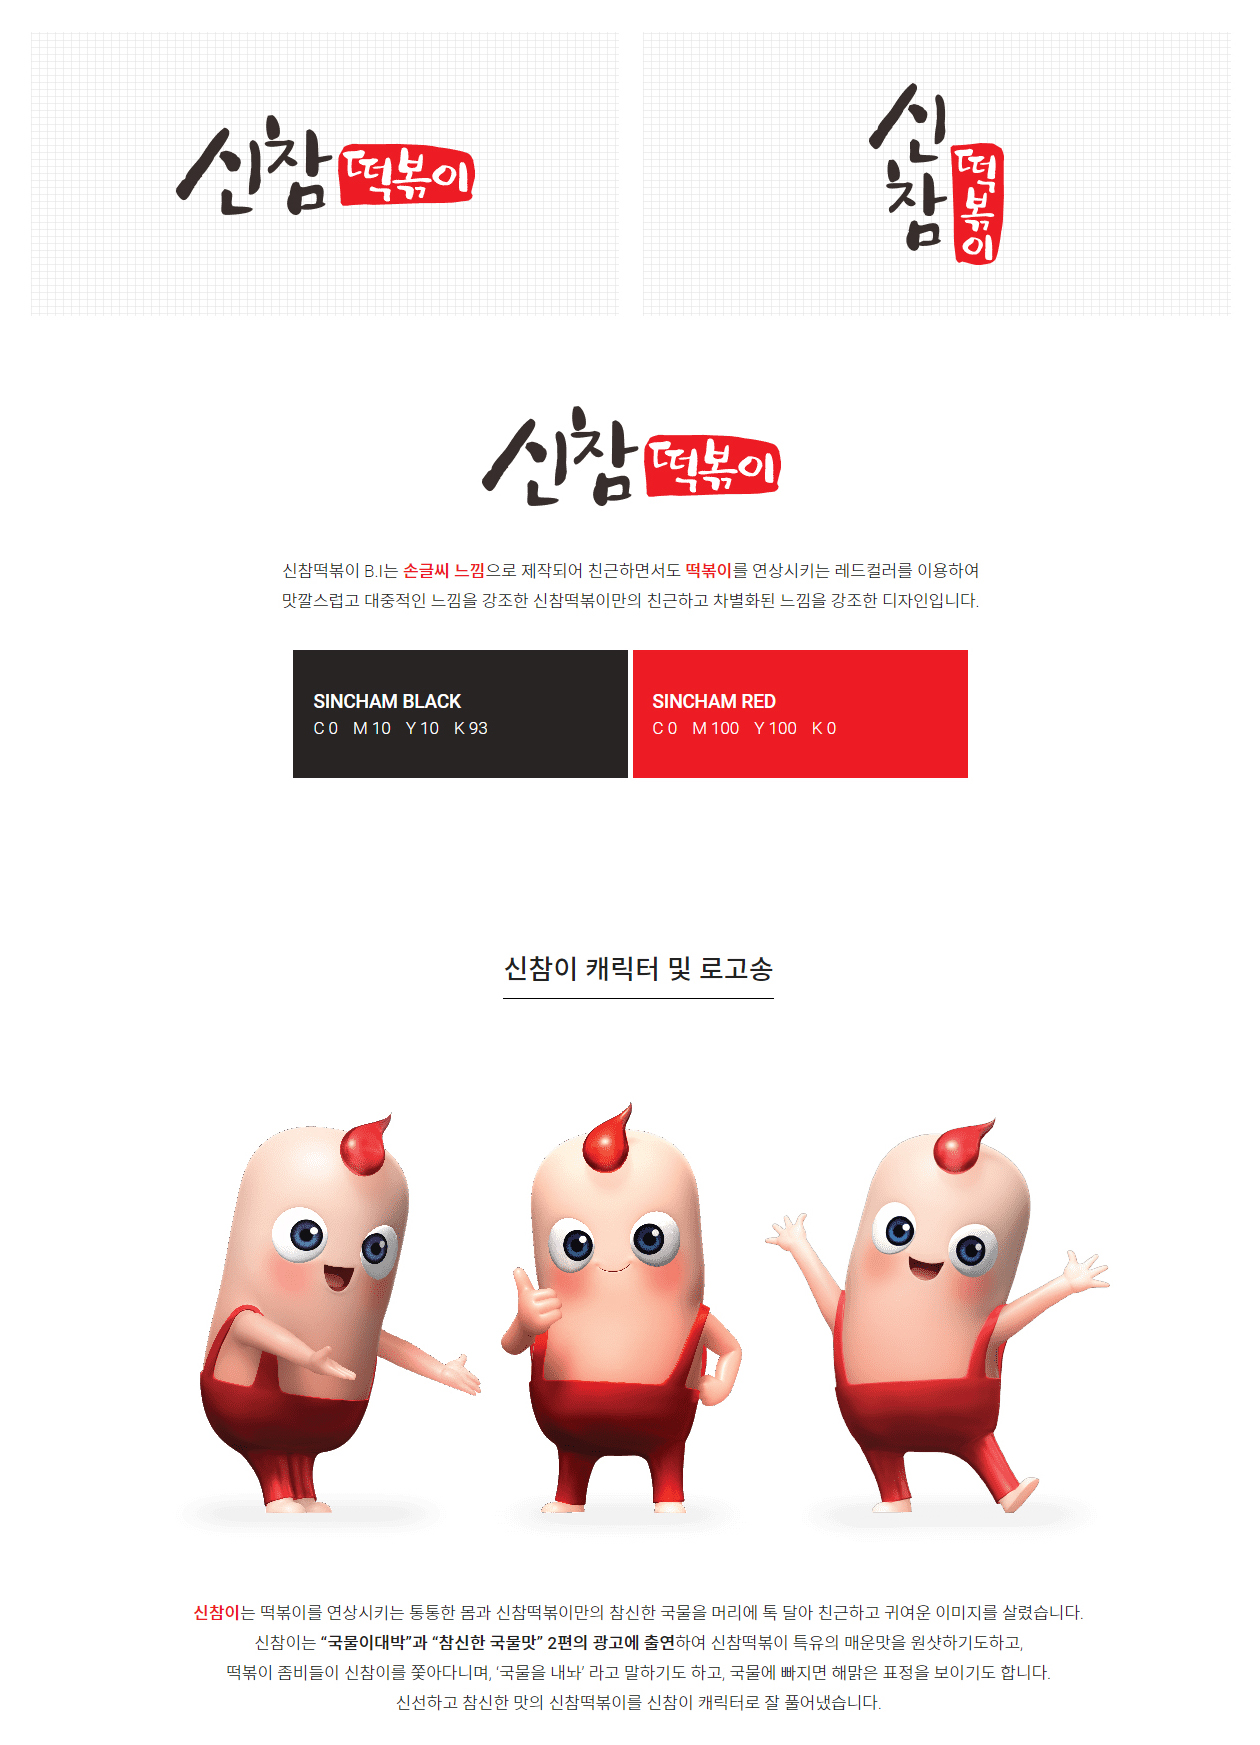 신참떡볶이
신참떡볶이
신참떡볶이
신참떡볶이 B.I는 손글씨 느낌으로 제작되어 친근하면서도 떡볶이를 연상시키는 레드컬러를 이용하여
맛깔스럽고 대중적인 느낌을 강조한 신참떡볶이만의 친근하고 차별화된 느낌을 강조한 디자인입니다.
SINCHAM BLACK
C 0 M 10 Y 10 K 93
SINCHAM RED
C 0 M 100 Y 100 K 0
신참이 캐릭터 및 로고송
신참이는 떡볶이를 연상시키는 통통한 몸과 신참떡볶이만의 참신한 국물을 머리에 톡 달아 친근하고 귀여운 이미지를 살렸습니다.
신참이는 “국물이대박”과 “참신한 국물맛” 2편의 광고에 출연하여 신참떡볶이 특유의 매운맛을 원샷하기도하고,
떡볶이 좀비들이 신참이를 쫓아다니며, ‘국물을 내놔’ 라고 말하기도 하고, 국물에 빠지면 해맑은 표정을 보이기도 합니다.
신선하고 참신한 맛의 신참떡볶이를 신참이 캐릭터로 잘 풀어냈습니다.